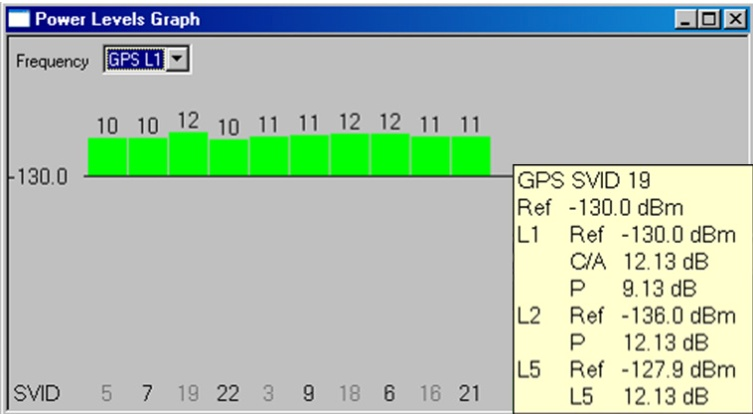 Power Levels Graph
Frequency GPS L1
10 10 12 10 11 11 12 12 11 11
-130.0
GPS SVID 19
Ref -130.0 dBm
L1 Ref -130.0 dBm
C/A 12.13 dB
P 9.13 dB
L2 Ref -136.0 dBm
P 12.13 dB
L5 Ref -127.9 dBm
L5 12.13 dB
SVID 5 7 19 22 3 9 18 6 16 21